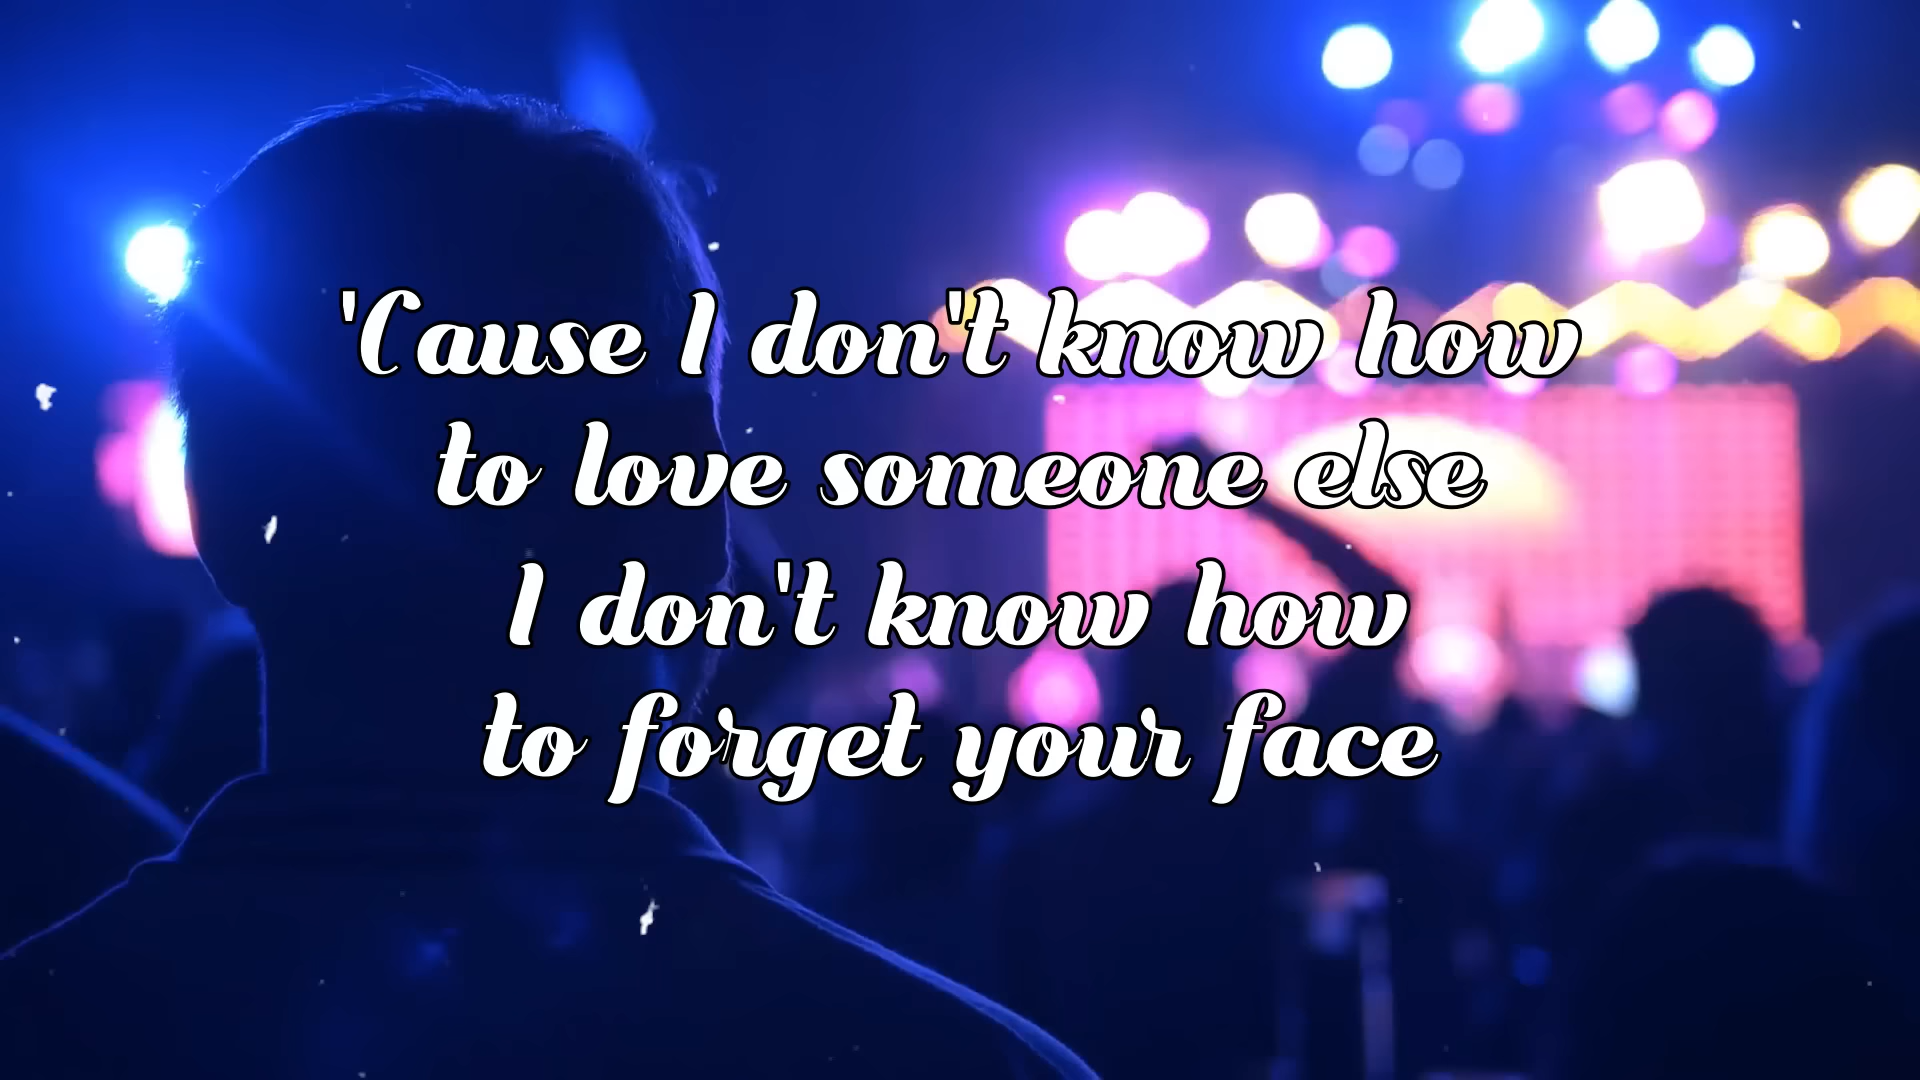 'Cause I don't know how
to love someone else
I don't know how
to forget your face